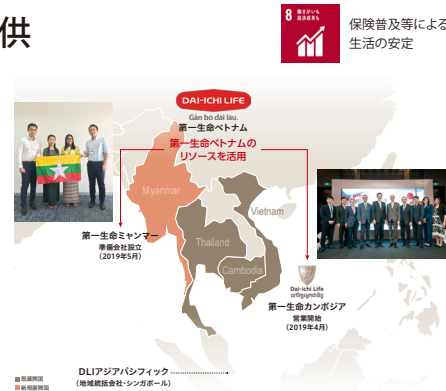 供
8 働きがいも
経済成長も
保険普及等による
生活の安定
DAI-ICHI LIFE
Gắn bó dài lâu.
第一生命ベトナム
第一生命ベトナムの
リソースを活用
Myanmar
Vietnam
第一生命ミャンマー
準備会社設立
（2019年5月）
Thailand
Cambodia
Dai-ichi Life
第一生命カンボジア
営業開始
（2019年4月）
DLIアジアパシフィック
（地域統括会社・シンガポール）
既展開国
新規展開国